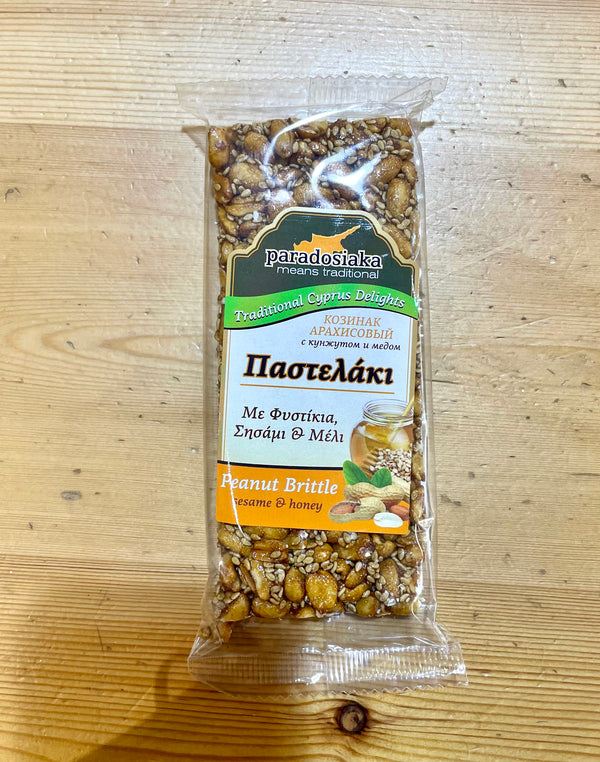 paradosiaka
means traditional
Traditional Cyprus Delights
КОЗИНАК
АРАХИСОВЫЙ
с кунжутом и медом
Παστελάκι
Με Φυστίκια,
Σησάμι & Μέλι
Peanut Brittle
sesame & honey